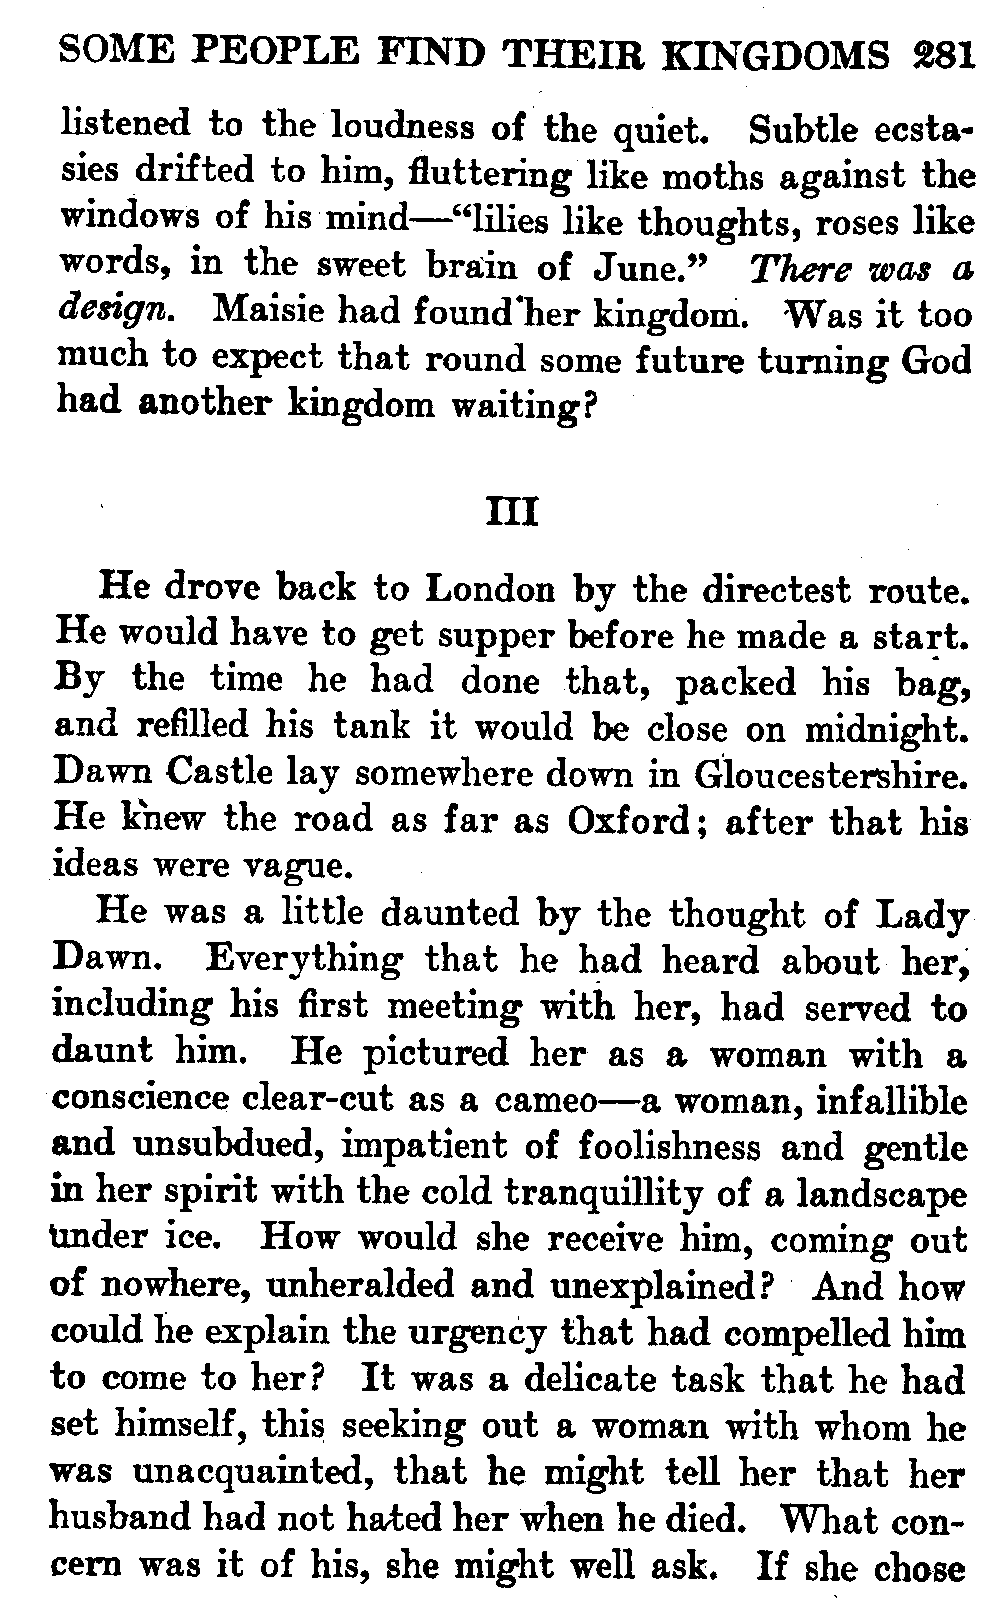 SOME PEOPLE FIND THEIR KINGDOMS 281
listened to the loudness of the quiet. Subtle ecsta-
sies drifted to him, fluttering like moths against the
windows of his mind—“lilies like thoughts, roses like
words, in the sweet brain of June.” There was a
design. Maisie had found her kingdom. Was it too
much to expect that round some future turning God
had another kingdom waiting?
III
He drove back to London by the directest route.
He would have to get supper before he made a start.
By the time he had done that, packed his bag,
and refilled his tank it would be close on midnight.
Dawn Castle lay somewhere down in Gloucestershire.
He knew the road as far as Oxford; after that his
ideas were vague.
He was a little daunted by the thought of Lady
Dawn. Everything that he had heard about her,
including his first meeting with her, had served to
daunt him. He pictured her as a woman with a
conscience clear-cut as a cameo—a woman, infallible
and unsubdued, impatient of foolishness and gentle
in her spirit with the cold tranquillity of a landscape
under ice. How would she receive him, coming out
of nowhere, unheralded and unexplained? And how
could he explain the urgency that had compelled him
to come to her? It was a delicate task that he had
set himself, this seeking out a woman with whom he
was unacquainted, that he might tell her that her
husband had not hated her when he died. What con-
cern was it of his, she might well ask. If she chose